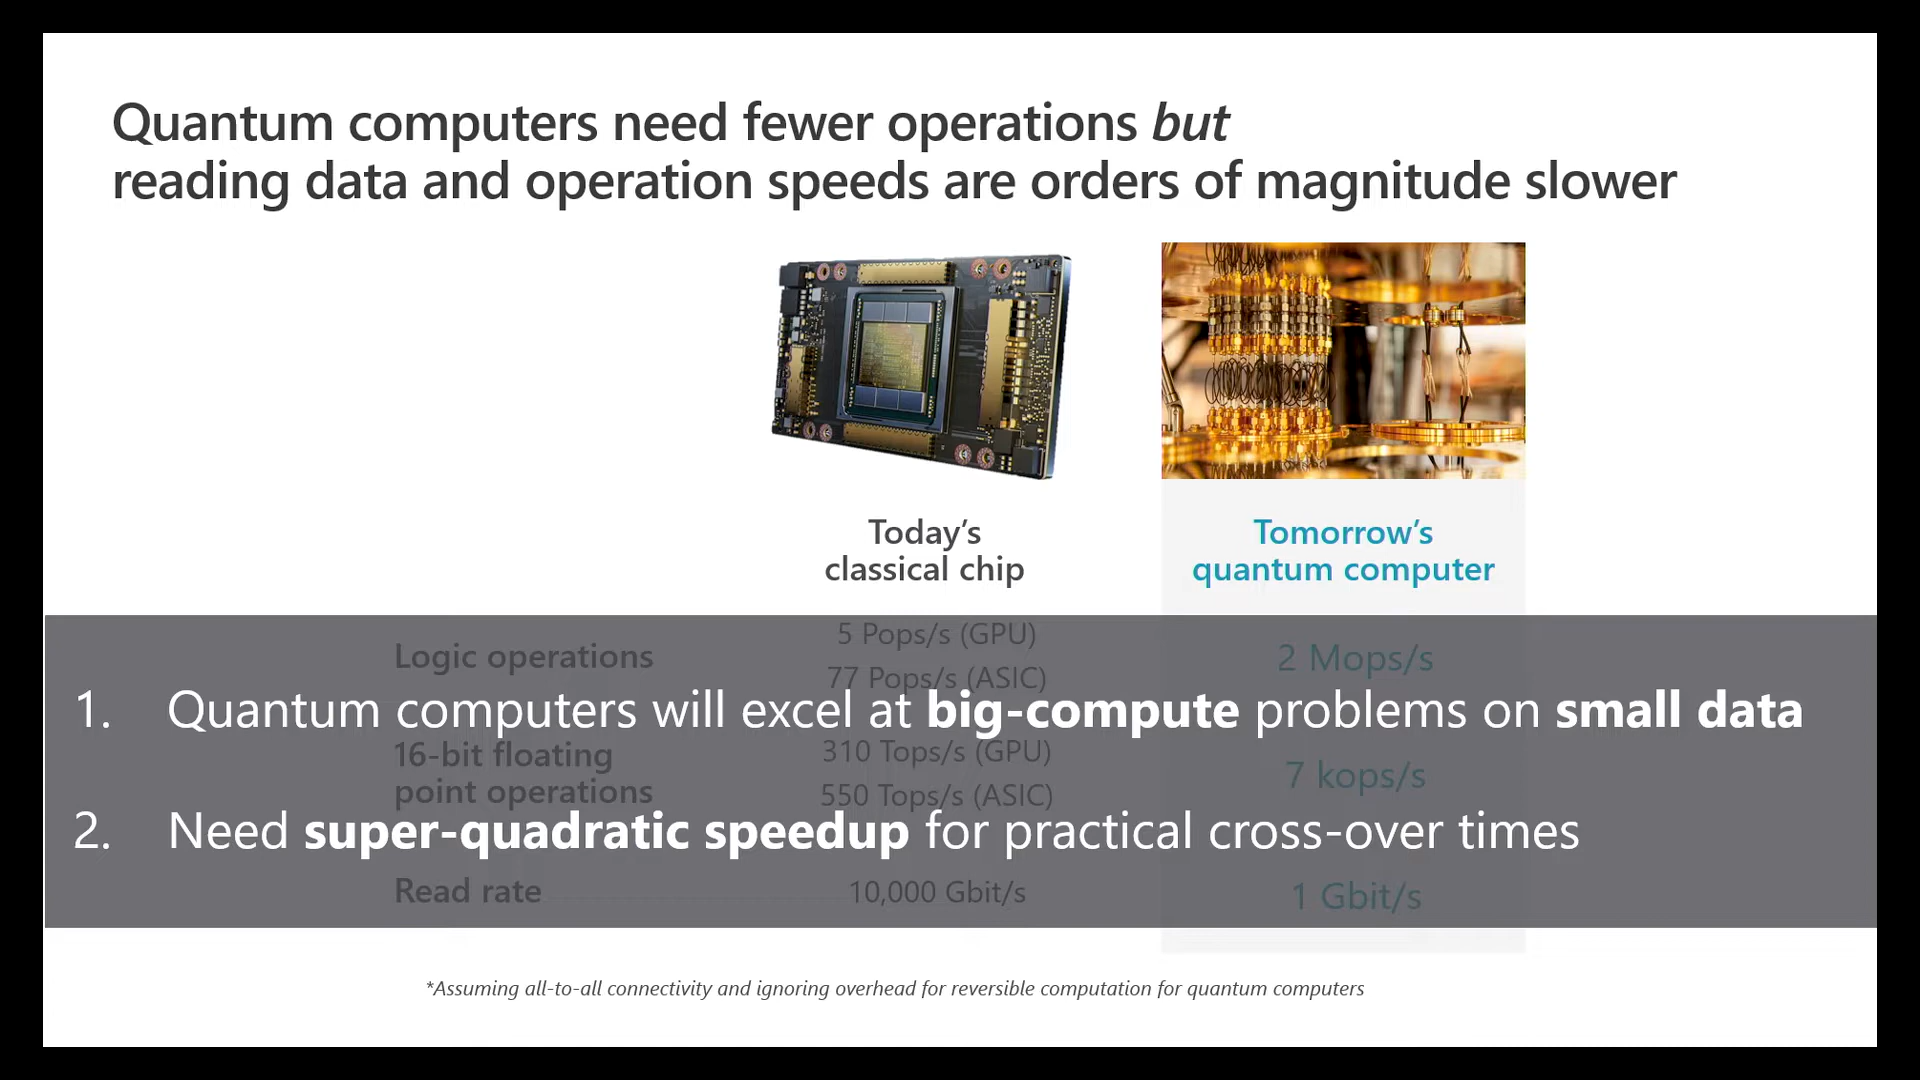 Quantum computers need fewer operations but
reading data and operation speeds are orders of magnitude slower
Today’s
classical chip
Tomorrow’s
quantum computer
Logic operations
5 Pops/s (GPU)
77 Pops/s (ASIC)
2 Mops/s
1. Quantum computers will excel at big-compute problems on small data
16-bit floating
point operations
310 Tops/s (GPU)
550 Tops/s (ASIC)
7 kops/s
2. Need super-quadratic speedup for practical cross-over times
Read rate
10,000 Gbit/s
1 Gbit/s
*Assuming all-to-all connectivity and ignoring overhead for reversible computation for quantum computers